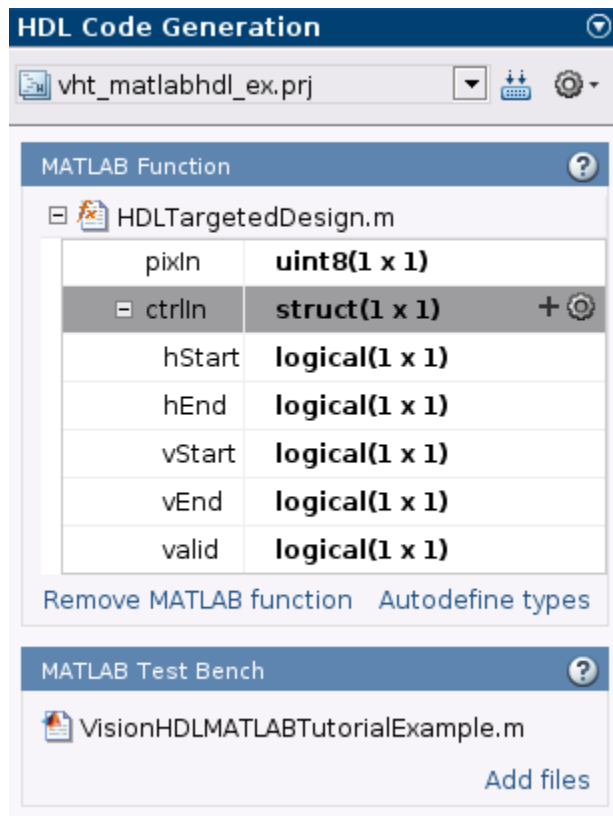 HDL Code Generation
vht_matlabhdl_ex.prj
MATLAB Function
HDLTargetedDesign.m
pixIn uint8(1 x 1)
ctrlIn struct(1 x 1)
hStart logical(1 x 1)
hEnd logical(1 x 1)
vStart logical(1 x 1)
vEnd logical(1 x 1)
valid logical(1 x 1)
Remove MATLAB function Autodefine types
MATLAB Test Bench
VisionHDLMATLABTutorialExample.m
Add files